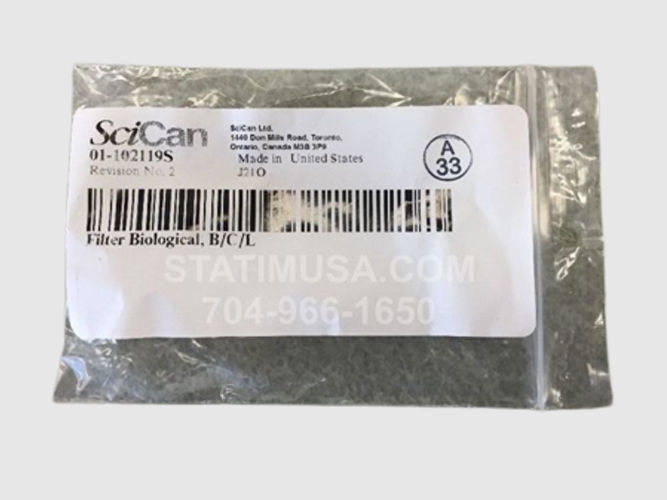 SciCan
SciCan Ltd.
1440 Don Mills Road, Toronto,
Ontario, Canada M3B 3P9
01-102119S
Made in United States
Revision No. 2
J21O
A
33
Filter Biological, B/C/L
STATIMUSA.COM
704-966-1650